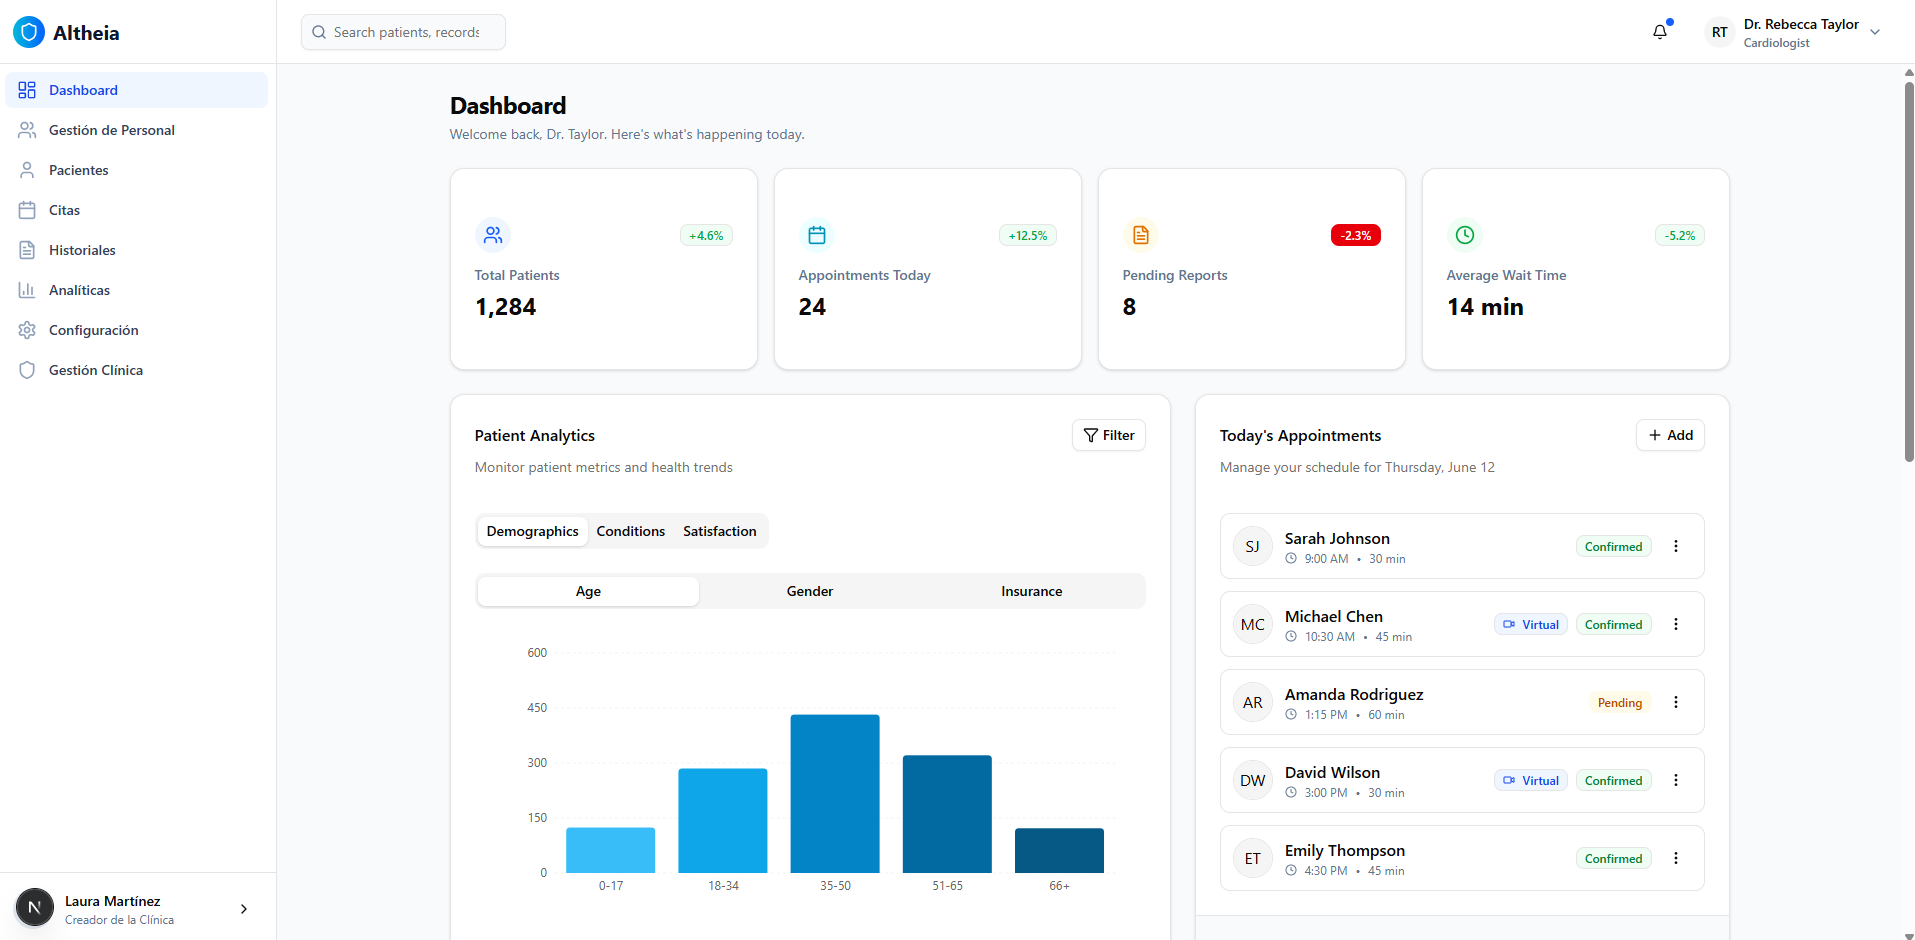 Altheia
Search patients, records
RT
Dr. Rebecca Taylor
Cardiologist
Dashboard
Gestión de Personal
Pacientes
Citas
Historiales
Analíticas
Configuración
Gestión Clínica
N
Laura Martínez
Creador de la Clínica
Dashboard
Welcome back, Dr. Taylor. Here's what's happening today.
+4.6%
Total Patients
1,284
+12.5%
Appointments Today
24
-2.3%
Pending Reports
8
-5.2%
Average Wait Time
14 min
Patient Analytics
Filter
Monitor patient metrics and health trends
Demographics Conditions Satisfaction
Age Gender Insurance
600
450
300
150
0
0-17 18-34 35-50 51-65 66+
Today's Appointments
Add
Manage your schedule for Thursday, June 12
SJ
Sarah Johnson
9:00 AM • 30 min
Confirmed
MC
Michael Chen
10:30 AM • 45 min
Virtual Confirmed
AR
Amanda Rodriguez
1:15 PM • 60 min
Pending
DW
David Wilson
3:00 PM • 30 min
Virtual Confirmed
ET
Emily Thompson
4:30 PM • 45 min
Confirmed